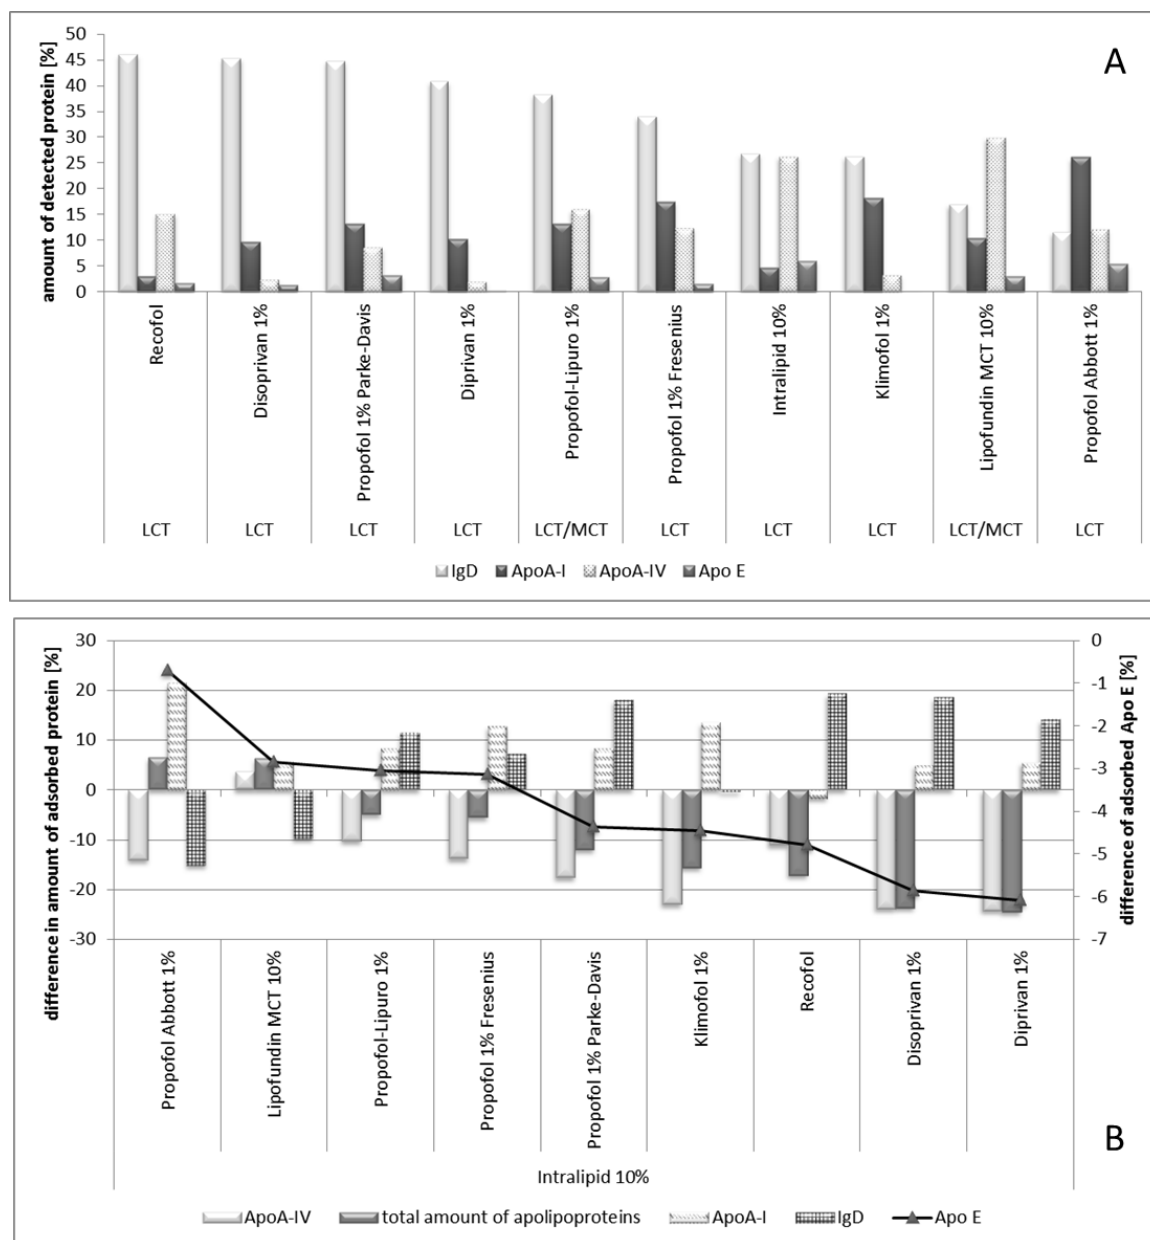 A
amount of detected protein [%]
50
45
40
35
30
25
20
15
10
5
0
Recofol
Disoprivan 1%
Propofol 1% Parke-Davis
Diprivan 1%
Propofol-Lipuro 1%
Propofol 1% Fresenius
Intralipid 10%
Klimofol 1%
Lipofundin MCT 10%
Propofol Abbott 1%
LCT LCT LCT LCT LCT/MCT LCT LCT LCT LCT/MCT LCT
IgD ApoA-I ApoA-IV Apo E
difference in amount of adsorbed protein [%]
30
20
10
0
-10
-20
-30
0
-1
-2
-3
-4
-5
-6
-7
difference of adsorbed Apo E [%]
Propofol Abbott 1%
Lipofundin MCT 10%
Propofol-Lipuro 1%
Propofol 1% Fresenius
Propofol 1% Parke-Davis
Klimofol 1%
Recofol
Disoprivan 1%
Diprivan 1%
B
Intralipid 10%
ApoA-IV total amount of apolipoproteins ApoA-I IgD Apo E